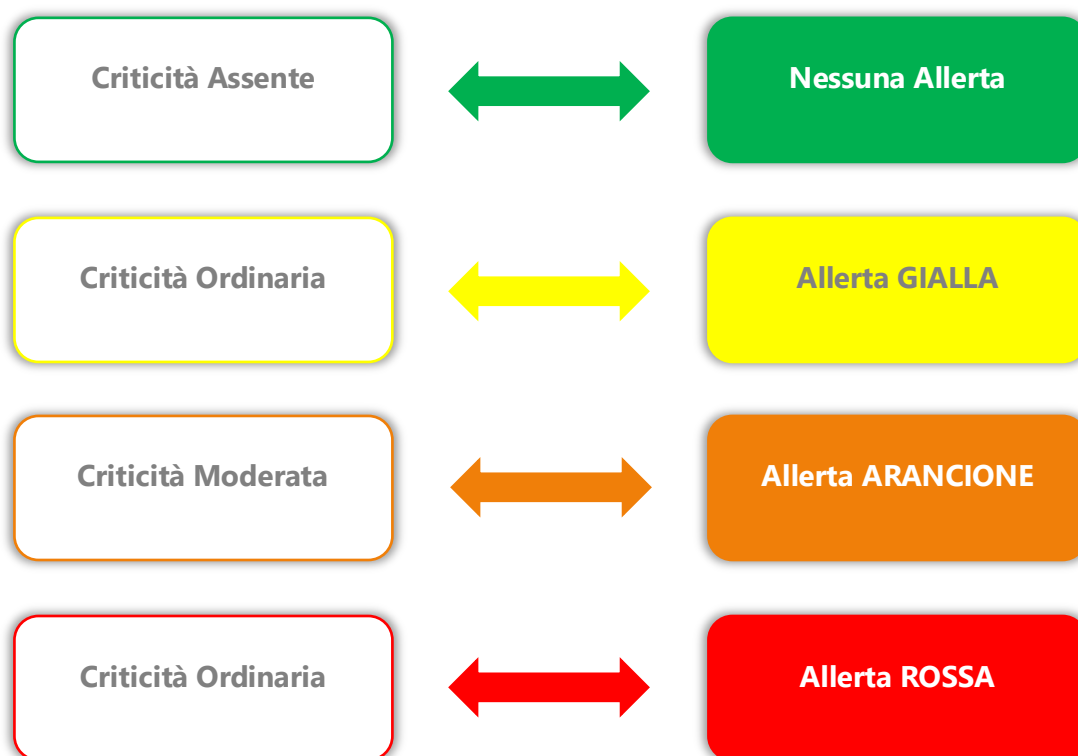 Criticità Assente
Nessuna Allerta
Criticità Ordinaria
Allerta GIALLA
Criticità Moderata
Allerta ARANCIONE
Criticità Ordinaria
Allerta ROSSA